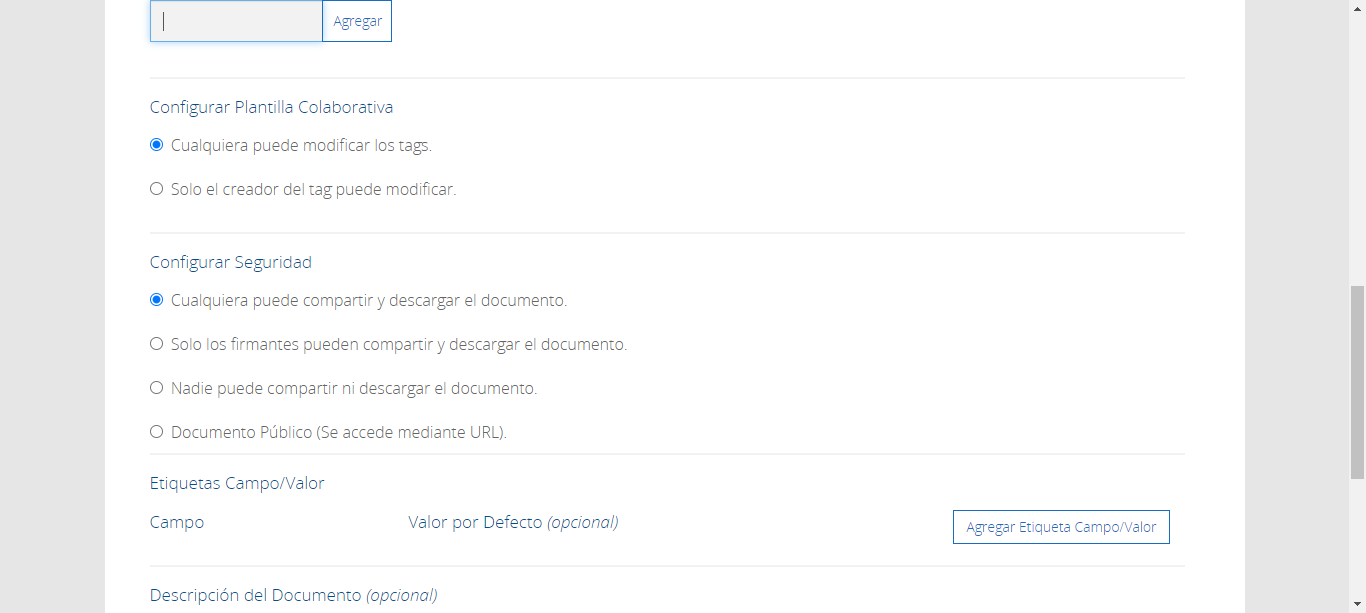 Agregar
Configurar Plantilla Colaborativa
Cualquiera puede modificar los tags.
Solo el creador del tag puede modificar.
Configurar Seguridad
Cualquiera puede compartir y descargar el documento.
Solo los firmantes pueden compartir y descargar el documento.
Nadie puede compartir ni descargar el documento.
Documento Público (Se accede mediante URL).
Etiquetas Campo/Valor
Campo Valor por Defecto (opcional) Agregar Etiqueta Campo/Valor
Descripción del Documento (opcional)